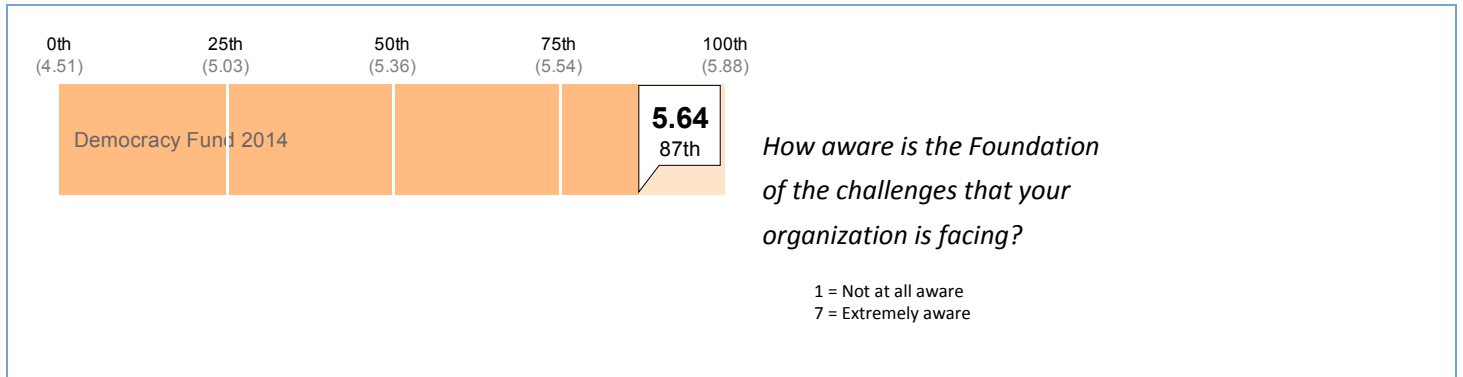 0th 25th 50th 75th 100th
(4.51) (5.03) (5.36) (5.54) (5.88)
Democracy Fund 2014
5.64
87th
How aware is the Foundation
of the challenges that your
organization is facing?
1 = Not at all aware
7 = Extremely aware